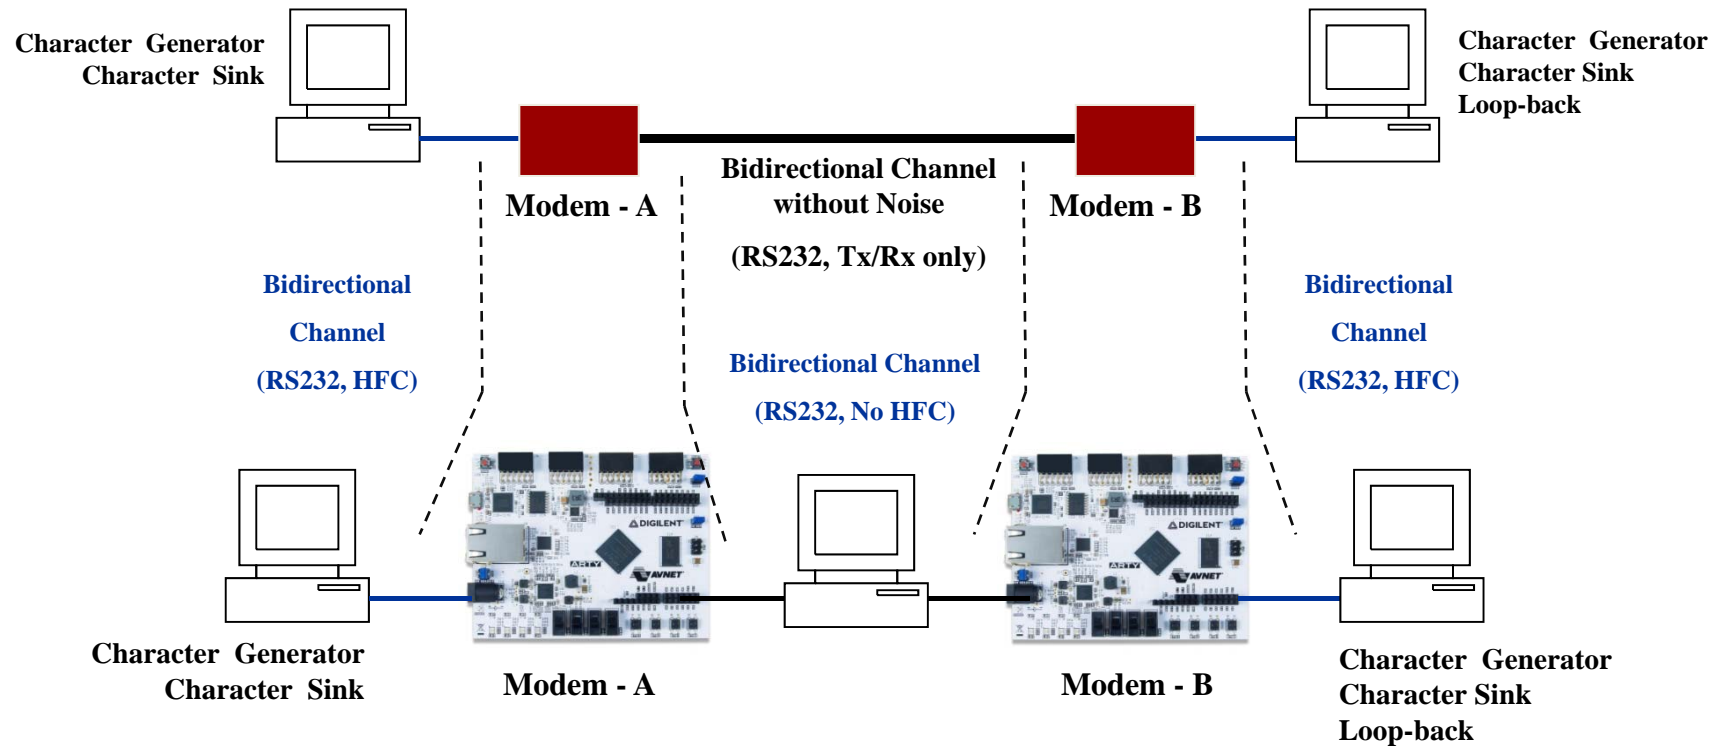 Character Generator
Character Sink
Character Generator
Character Sink
Loop-back
Modem - A
Bidirectional Channel
without Noise
(RS232, Tx/Rx only)
Modem - B
Bidirectional
Channel
(RS232, HFC)
Bidirectional Channel
(RS232, No HFC)
Bidirectional
Channel
(RS232, HFC)
DIGILENT
ARTY
AVNET
DIGILENT
ARTY
AVNET
Character Generator
Character Sink
Modem - A
Modem - B
Character Generator
Character Sink
Loop-back